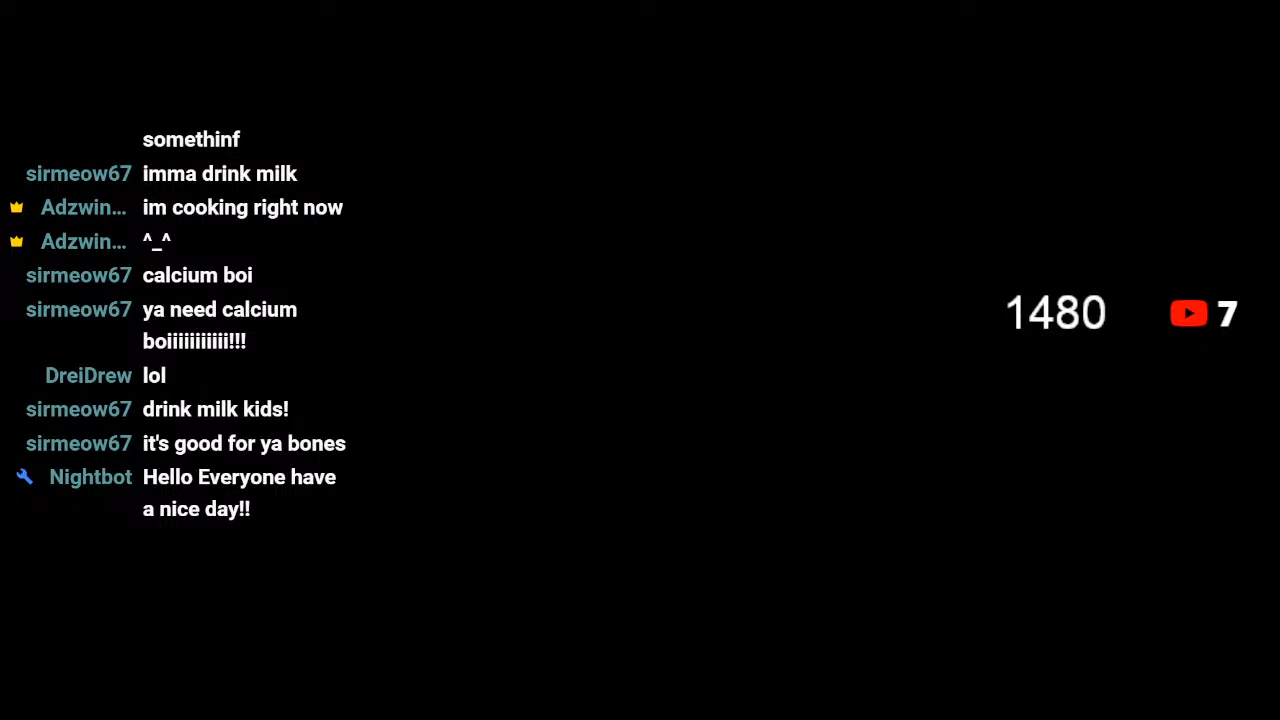 somethinf
sirmeow67 imma drink milk
Adzwin... im cooking right now
Adzwin... ^_^
sirmeow67 calcium boi
sirmeow67 ya need calcium
boiiiiiiiiiii!!!
DreiDrew lol
sirmeow67 drink milk kids!
sirmeow67 it's good for ya bones
Nightbot Hello Everyone have
a nice day!!
1480 7